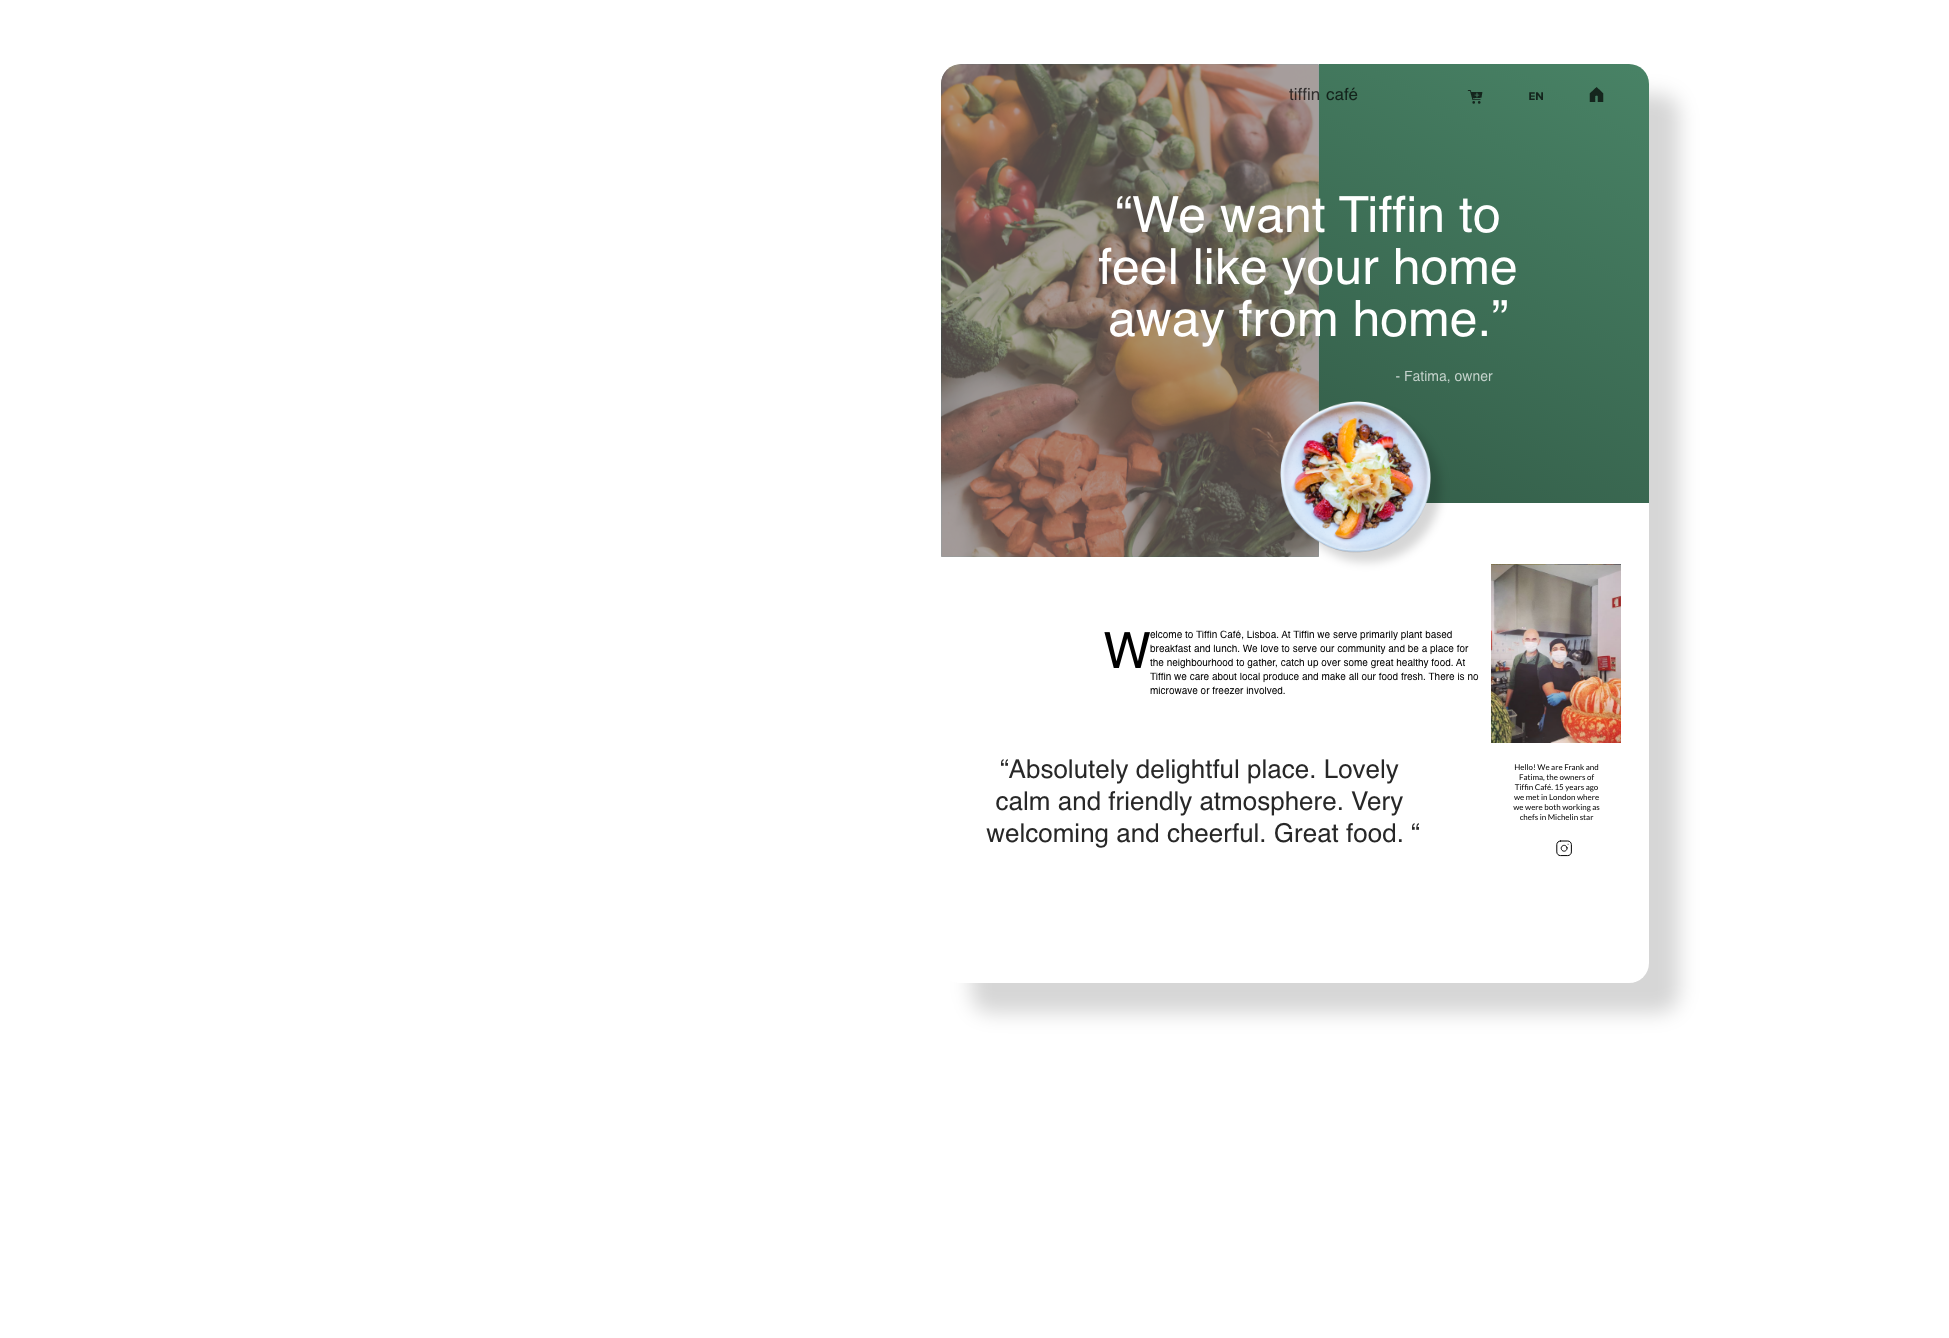 tiffin café
EN
“We want Tiffin to
feel like your home
away from home.”
- Fatima, owner
Welcome to Tiffin Café, Lisboa. At Tiffin we serve primarily plant based
breakfast and lunch. We love to serve our community and be a place for
the neighbourhood to gather, catch up over some great healthy food. At
Tiffin we care about local produce and make all our food fresh. There is no
microwave or freezer involved.
“Absolutely delightful place. Lovely
calm and friendly atmosphere. Very
welcoming and cheerful. Great food. “
Hello! We are Frank and
Fatima, the owners of
Tiffin Café. 15 years ago
we met in London where
we were both working as
chefs in Michelin star